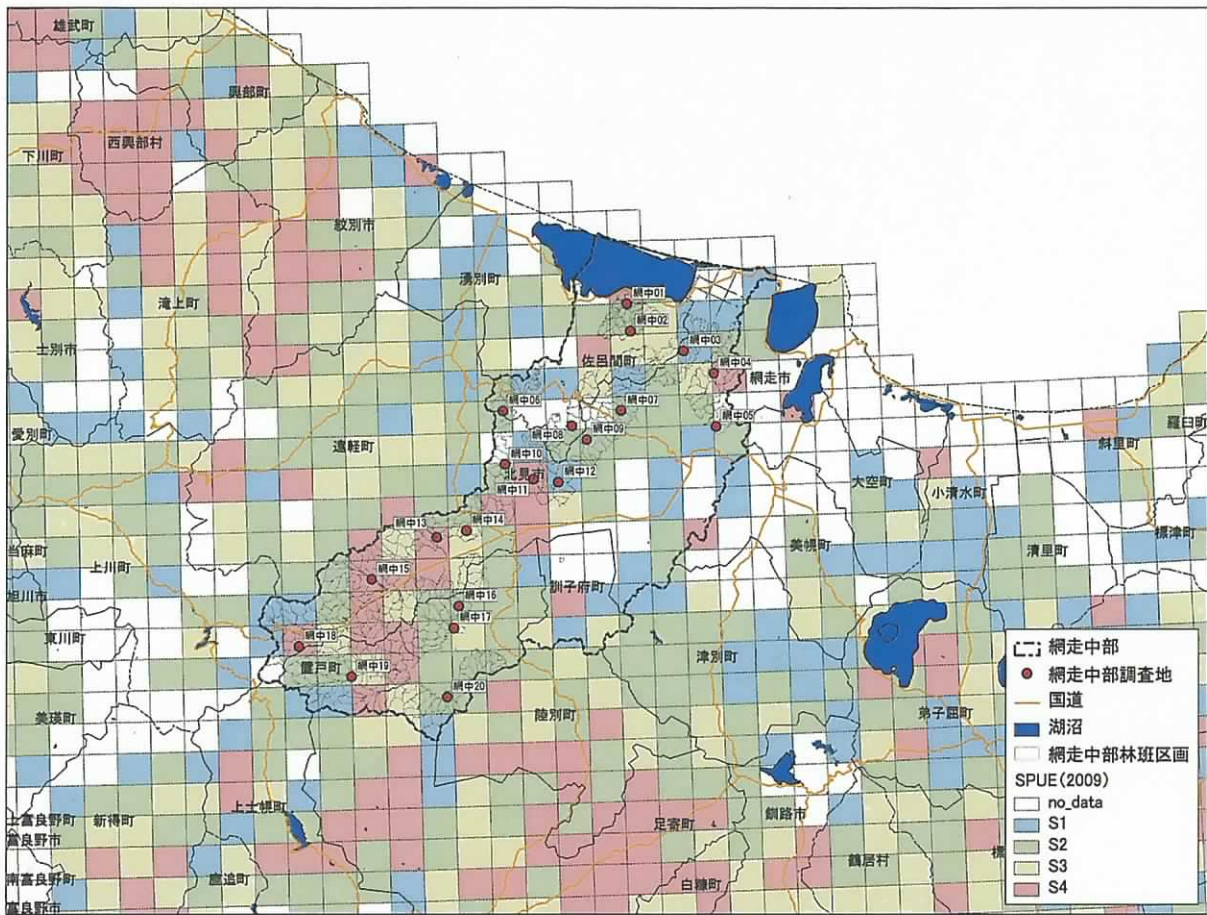 雄武町
興部町
西興部村
下川町
紋別市
湧別町
滝上町
士別市
網中01
網中02
佐呂間町
網中03
網中04
網走市
網中06
網中07
網中05
愛別町
遠軽町
網中08
網中09
斜里町
羅臼町
網中10
北見市
網中11
網中12
大空町
小清水町
標津町
網中13
網中14
美幌町
清里町
当麻町
上川町
網中15
訓子府町
旭川市
網中16
東川町
網中17
網中18
置戸町
網中19
津別町
網中20
美瑛町
陸別町
弟子屈町
上富良野町
新得町
上士幌町
足寄町
釧路市
富良野市
鶴居村
標
南富良野町
鹿追町
白糠町
富良野市
網走中部
網走中部調査地
国道
湖沼
網走中部林班区画
SPUE(2009)
no_data
S1
S2
S3
S4